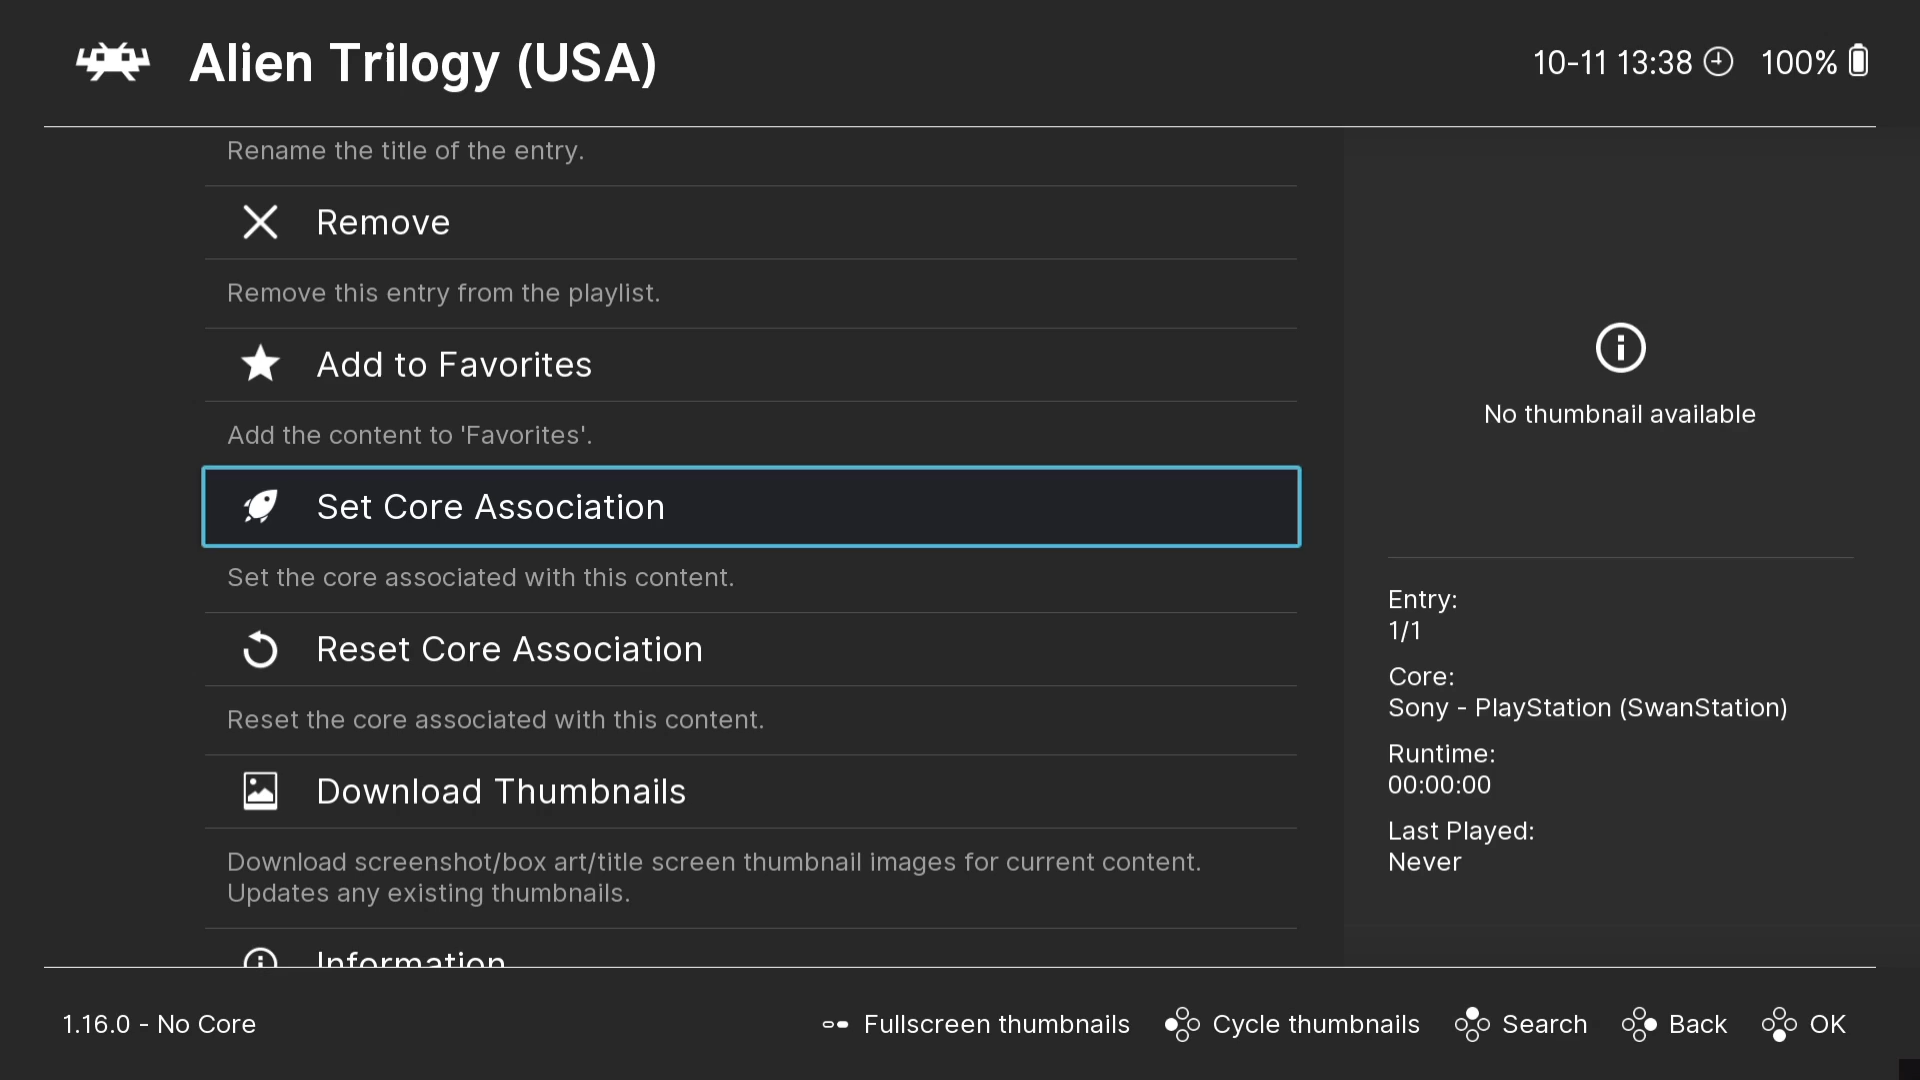 Alien Trilogy (USA)
10-11 13:38
100%
Rename the title of the entry.
Remove
Remove this entry from the playlist.
Add to Favorites
Add the content to 'Favorites'.
Set Core Association
Set the core associated with this content.
Reset Core Association
Reset the core associated with this content.
Download Thumbnails
Download screenshot/box art/title screen thumbnail images for current content.
Updates any existing thumbnails.
Information
No thumbnail available
Entry:
1/1
Core:
Sony - PlayStation (SwanStation)
Runtime:
00:00:00
Last Played:
Never
1.16.0 - No Core
Fullscreen thumbnails
Cycle thumbnails
Search
Back
OK